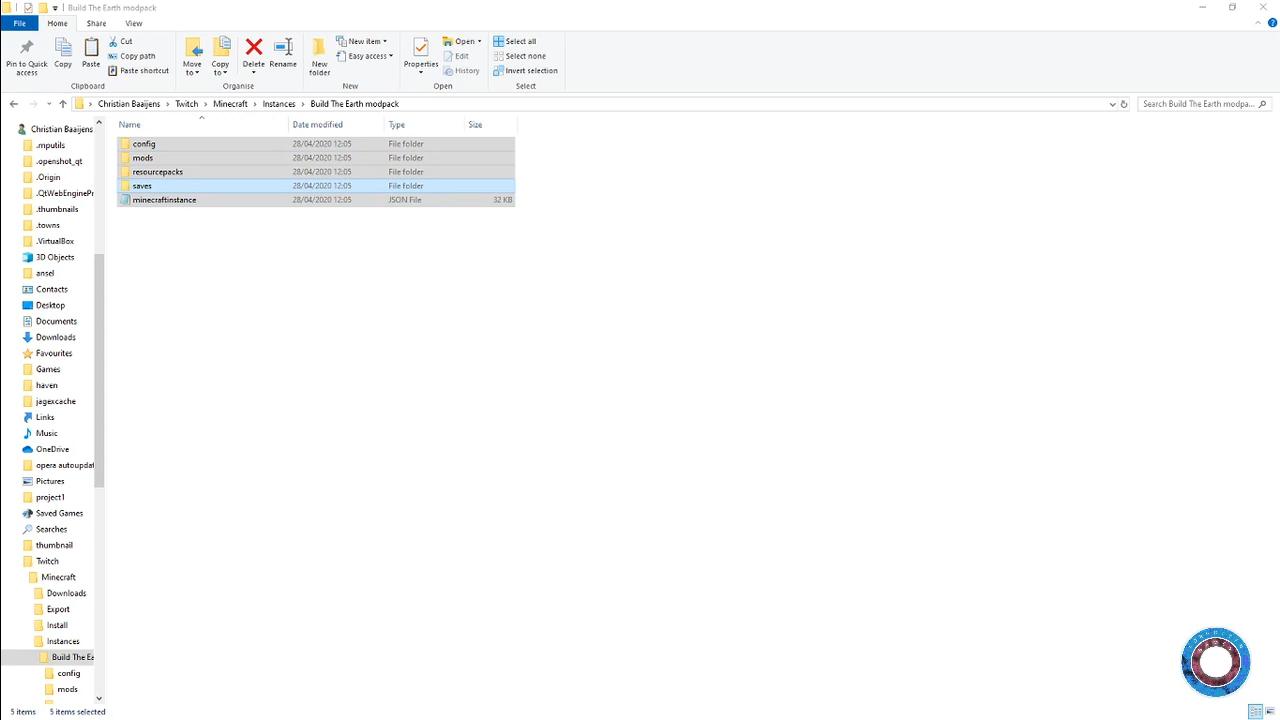 Build The Earth modpack
File Home Share View
Pin to Quick access
Copy
Paste
Cut
Copy path
Paste shortcut
Clipboard
Move to
Copy to
Delete
Rename
Organise
New folder
New item
Easy access
New
Properties
Open
Edit
History
Open
Select all
Select none
Invert selection
Select
Christian Baaijens > Twitch > Minecraft > Instances > Build The Earth modpack
Search Build The Earth modpa...
Name Date modified Type Size
config 28/04/2020 12:05 File folder
mods 28/04/2020 12:05 File folder
resourcepacks 28/04/2020 12:05 File folder
saves 28/04/2020 12:05 File folder
minecraftinstance 28/04/2020 12:05 JSON File 32 KB
Christian Baaijens
.mputils
.openshot_qt
.Origin
.QtWebEnginePr
.thumbnails
.towns
.VirtualBox
3D Objects
ansel
Contacts
Desktop
Documents
Downloads
Favourites
Games
haven
jagexcache
Links
Music
OneDrive
opera autoupdat
Pictures
project1
Saved Games
Searches
thumbnail
Twitch
Minecraft
Downloads
Export
Install
Instances
Build The Ea
config
mods
5 items 5 items selected